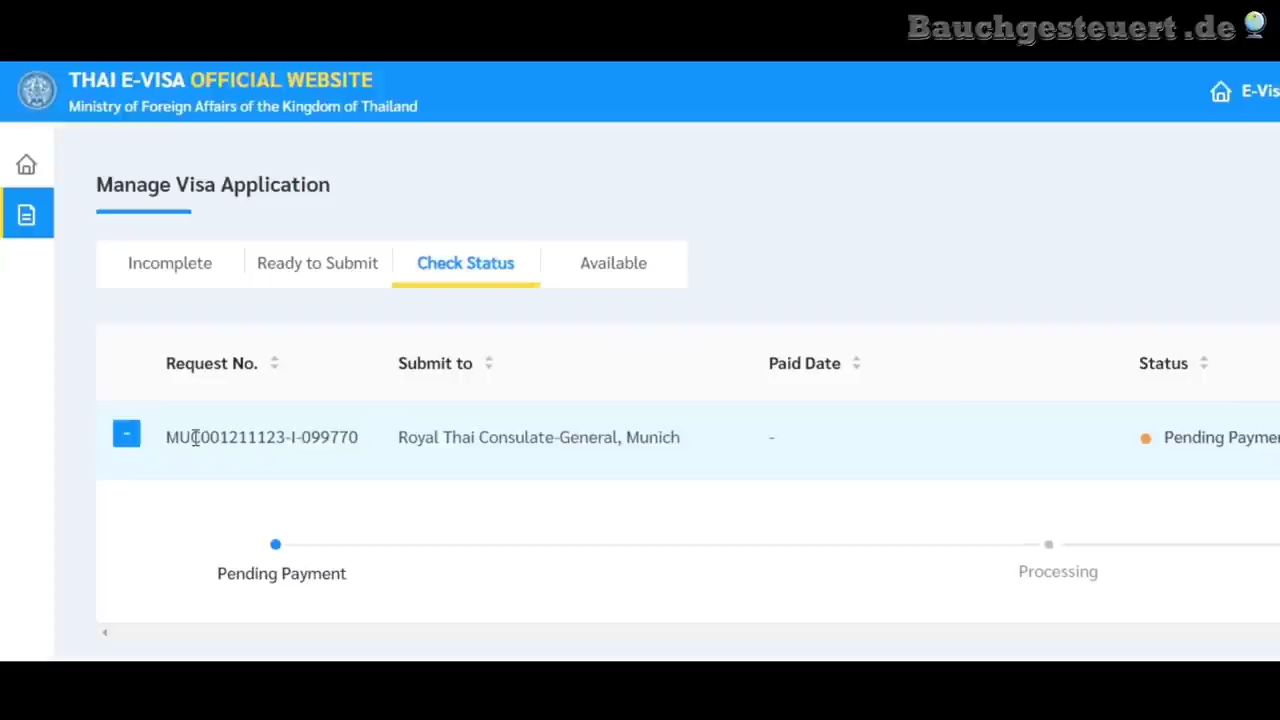 Bauchgesteuert.de
THAI E-VISA OFFICIAL WEBSITE
Ministry of Foreign Affairs of the Kingdom of Thailand
E-Vis
Manage Visa Application
Incomplete Ready to Submit Check Status Available
Request No. Submit to Paid Date Status
- MUC001211123-I-099770 Royal Thai Consulate-General, Munich - Pending Payme
Pending Payment Processing